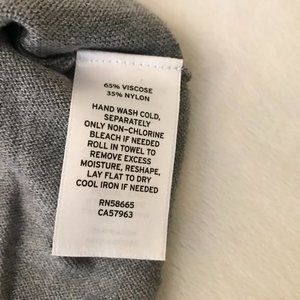 65% VISCOSE
35% NYLON
HAND WASH COLD,
SEPARATELY
ONLY NON-CHLORINE
BLEACH IF NEEDED
ROLL IN TOWEL TO
REMOVE EXCESS
MOISTURE, RESHAPE,
LAY FLAT TO DRY
COOL IRON IF NEEDED
RN58665
CA57963